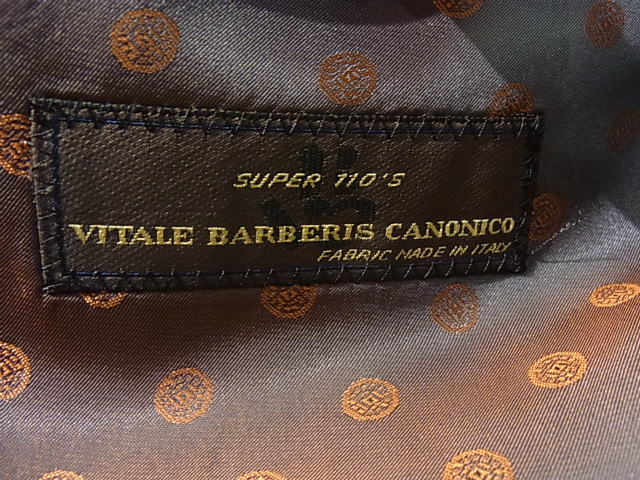 SUPER 110'S
VITALE BARBERIS CANONICO
FABRIC MADE IN ITALY